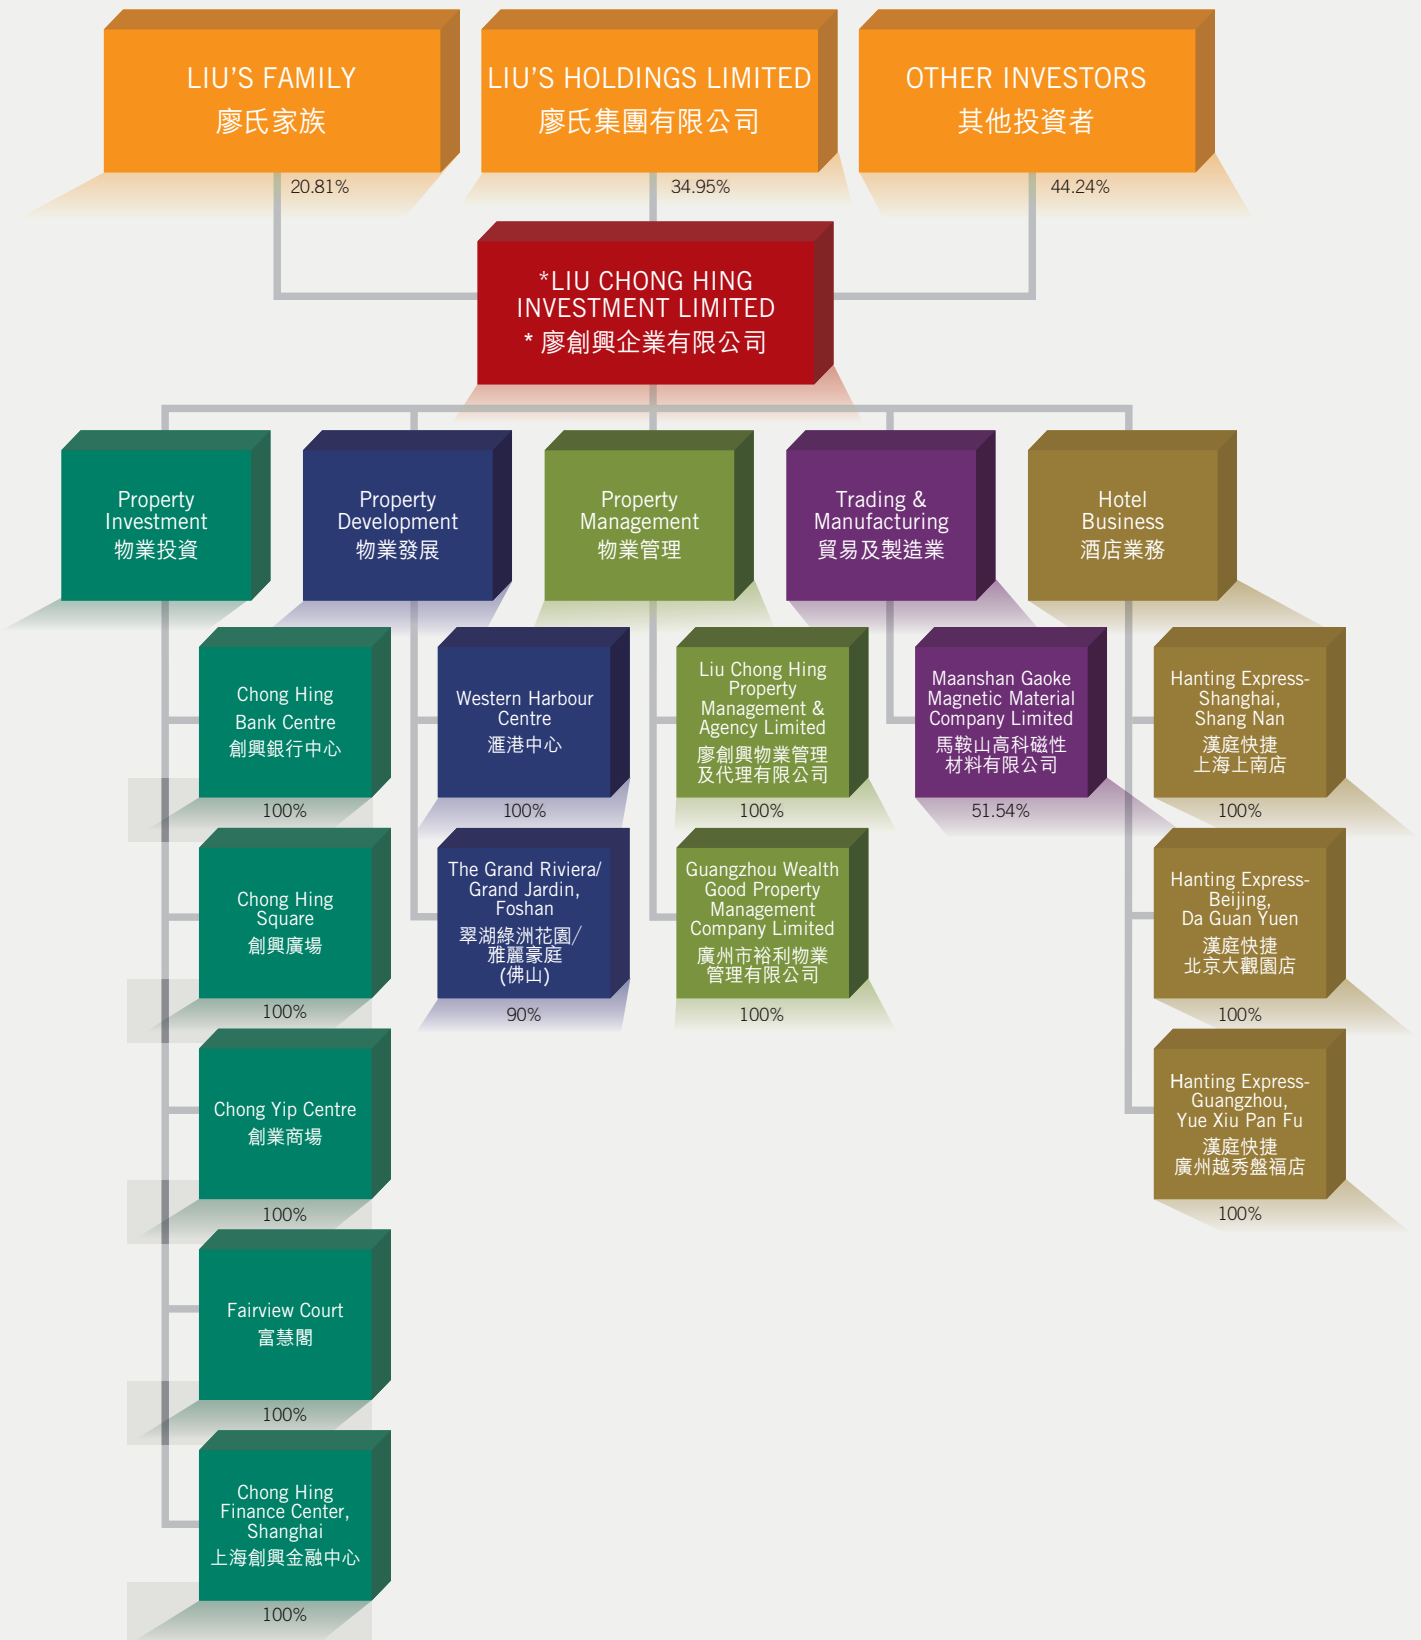 LIU'S FAMILY
廖氏家族
20.81%
LIU'S HOLDINGS LIMITED
廖氏集團有限公司
34.95%
OTHER INVESTORS
其他投資者
44.24%
*LIU CHONG HING
INVESTMENT LIMITED
* 廖創興企業有限公司
Property
Investment
物業投資
Property
Development
物業發展
Property
Management
物業管理
Trading &
Manufacturing
貿易及製造業
Hotel
Business
酒店業務
Chong Hing
Bank Centre
創興銀行中心
100%
Chong Hing
Square
創興廣場
100%
Chong Yip Centre
創業商場
100%
Fairview Court
富慧閣
100%
Chong Hing
Finance Center,
Shanghai
上海創興金融中心
100%
Western Harbour
Centre
滙港中心
100%
The Grand Riviera/
Grand Jardin,
Foshan
翠湖綠洲花園/
雅麗豪庭
(佛山)
90%
Liu Chong Hing
Property
Management &
Agency Limited
廖創興物業管理
及代理有限公司
100%
Guangzhou Wealth
Good Property
Management
Company Limited
廣州市裕利物業
管理有限公司
100%
Maanshan Gaoke
Magnetic Material
Company Limited
馬鞍山高科磁性
材料有限公司
51.54%
Hanting Express-
Shanghai,
Shang Nan
漢庭快捷
上海上南店
100%
Hanting Express-
Beijing,
Da Guan Yuen
漢庭快捷
北京大觀園店
100%
Hanting Express-
Guangzhou,
Yue Xiu Pan Fu
漢庭快捷
廣州越秀盤福店
100%